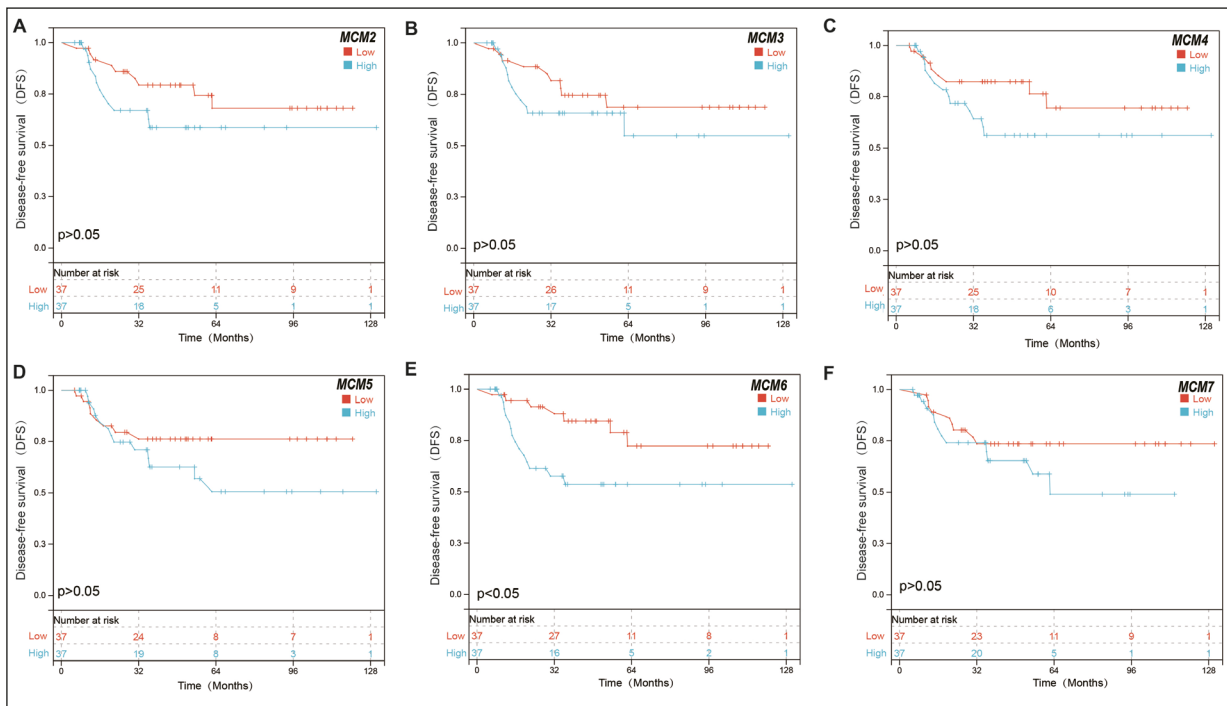 A
MCM2
Low
High
Disease-free survival (DFS)
1.0
0.8
0.5
0.3
0.0
p>0.05
Number at risk
Low 37 25 11 9 1
High 37 18 5 1 1
0 32 64 96 128
Time (Months)
B
MCM3
Low
High
Disease-free survival (DFS)
1.0
0.8
0.5
0.3
0.0
p>0.05
Number at risk
Low 37 26 11 9 1
High 37 17 5 1 1
0 32 64 96 128
Time (Months)
C
MCM4
Low
High
Disease-free survival (DFS)
1.0
0.8
0.5
0.3
0.0
p>0.05
Number at risk
Low 37 25 10 7 1
High 37 18 6 3 1
0 32 64 96 128
Time (Months)
D
MCM5
Low
High
Disease-free survival (DFS)
1.0
0.8
0.5
0.3
0.0
p>0.05
Number at risk
Low 37 24 8 7 1
High 37 19 8 3 1
0 32 64 96 128
Time (Months)
E
MCM6
Low
High
Disease-free survival (DFS)
1.0
0.8
0.5
0.3
0.0
p<0.05
Number at risk
Low 37 27 11 8 1
High 37 16 5 2 1
0 32 64 96 128
Time (Months)
F
MCM7
Low
High
Disease-free survival (DFS)
1.0
0.8
0.5
0.3
0.0
p>0.05
Number at risk
Low 37 23 11 9 1
High 37 20 5 1 1
0 32 64 96 128
Time (Months)